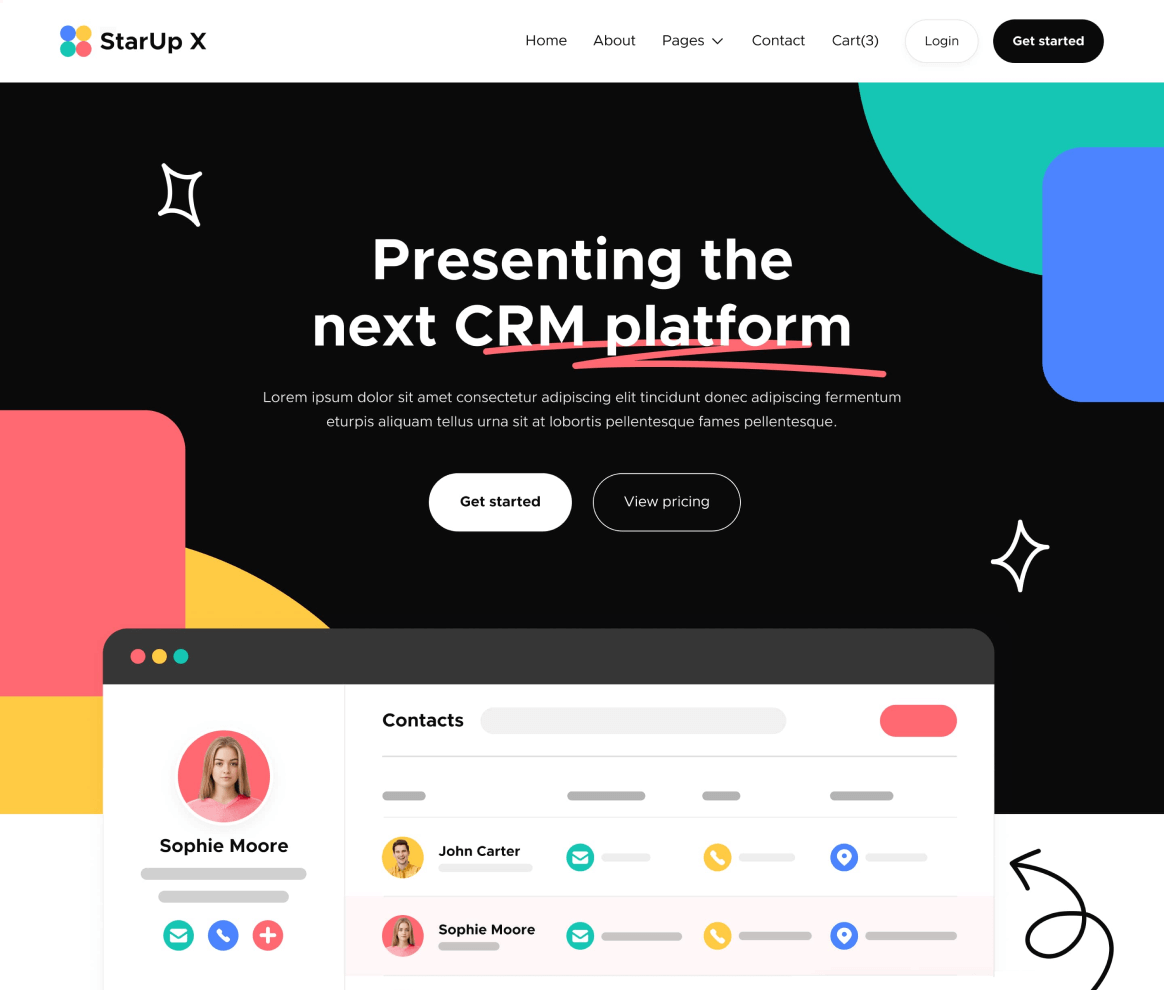 StarUp X
Home About Pages Contact Cart(3) Login Get started
Presenting the
next CRM platform
Lorem ipsum dolor sit amet consectetur adipiscing elit tincidunt donec adipiscing fermentum
eturpis aliquam tellus urna sit at lobortis pellentesque fames pellentesque.
Get started View pricing
Contacts
Sophie Moore
John Carter
Sophie Moore